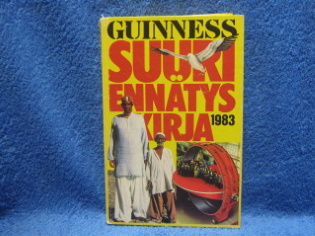 GUINNESS
SUURI
ENNÄTYS
KIRJA 1983